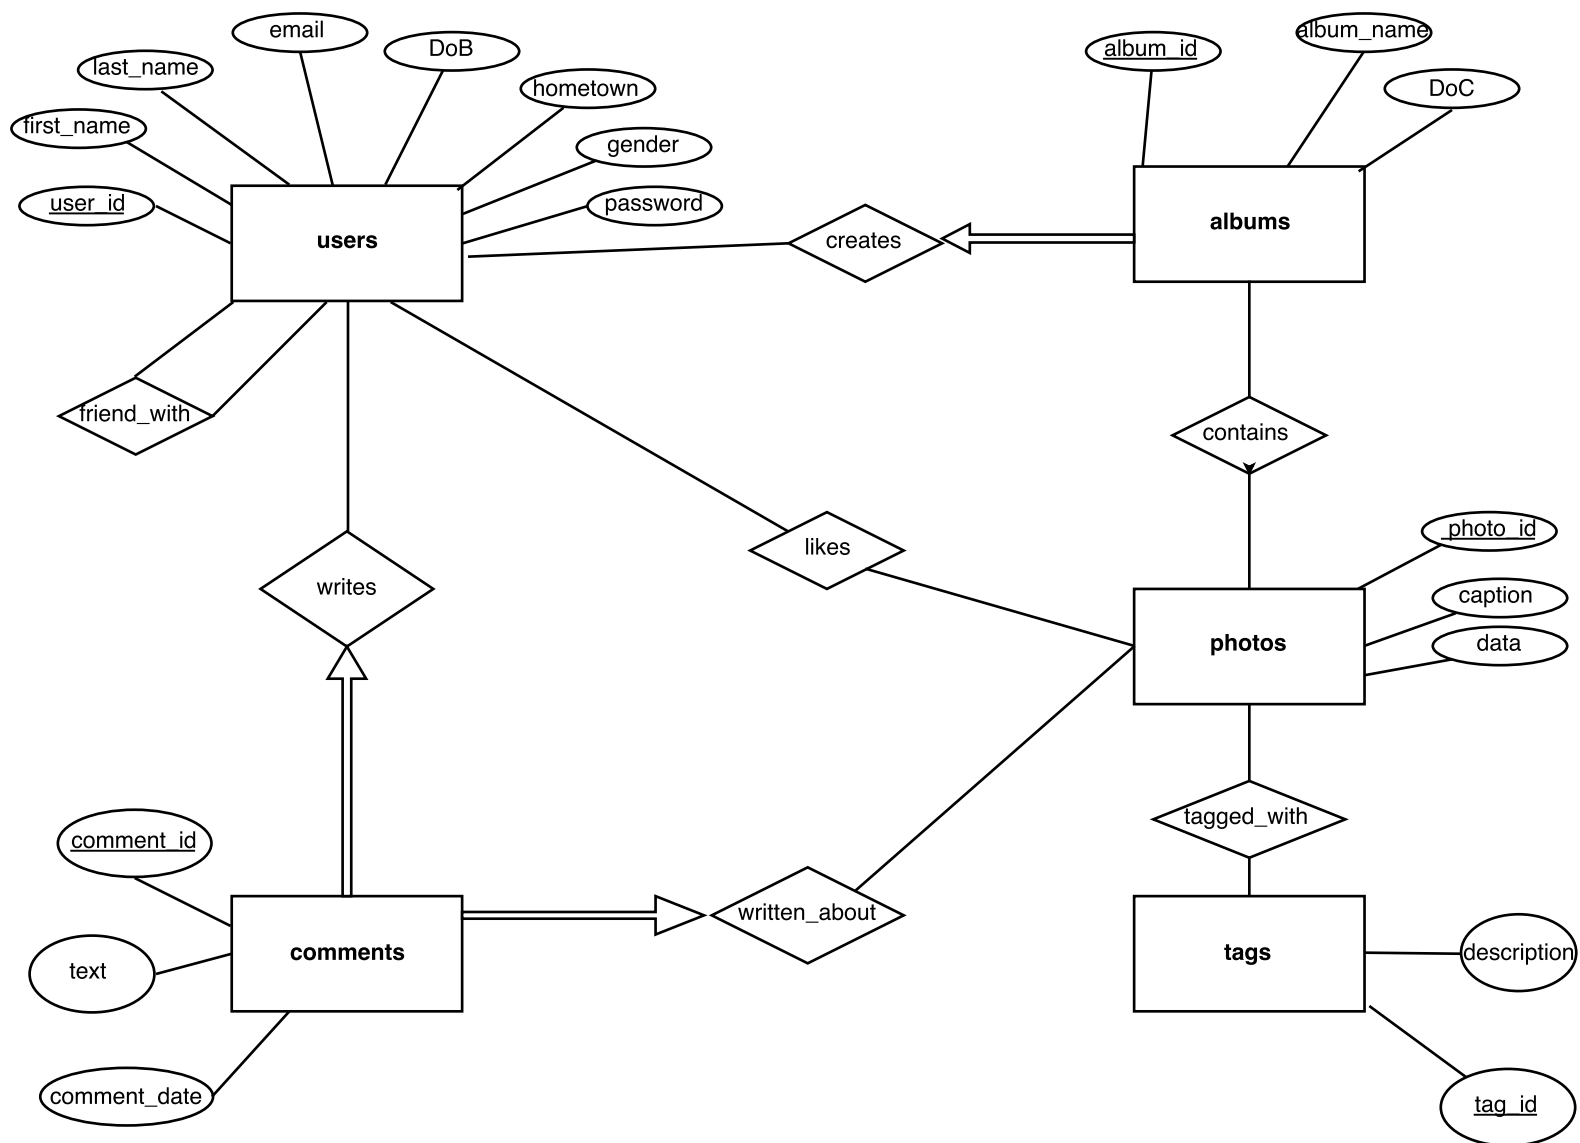 email
album_name
DoB
album_id
last_name
hometown
DoC
first_name
gender
user_id
password
albums
users
creates
friend_with
contains
photo_id
likes
writes
caption
photos
data
tagged_with
comment_id
written_about
comments
tags
description
text
comment_date
tag_id